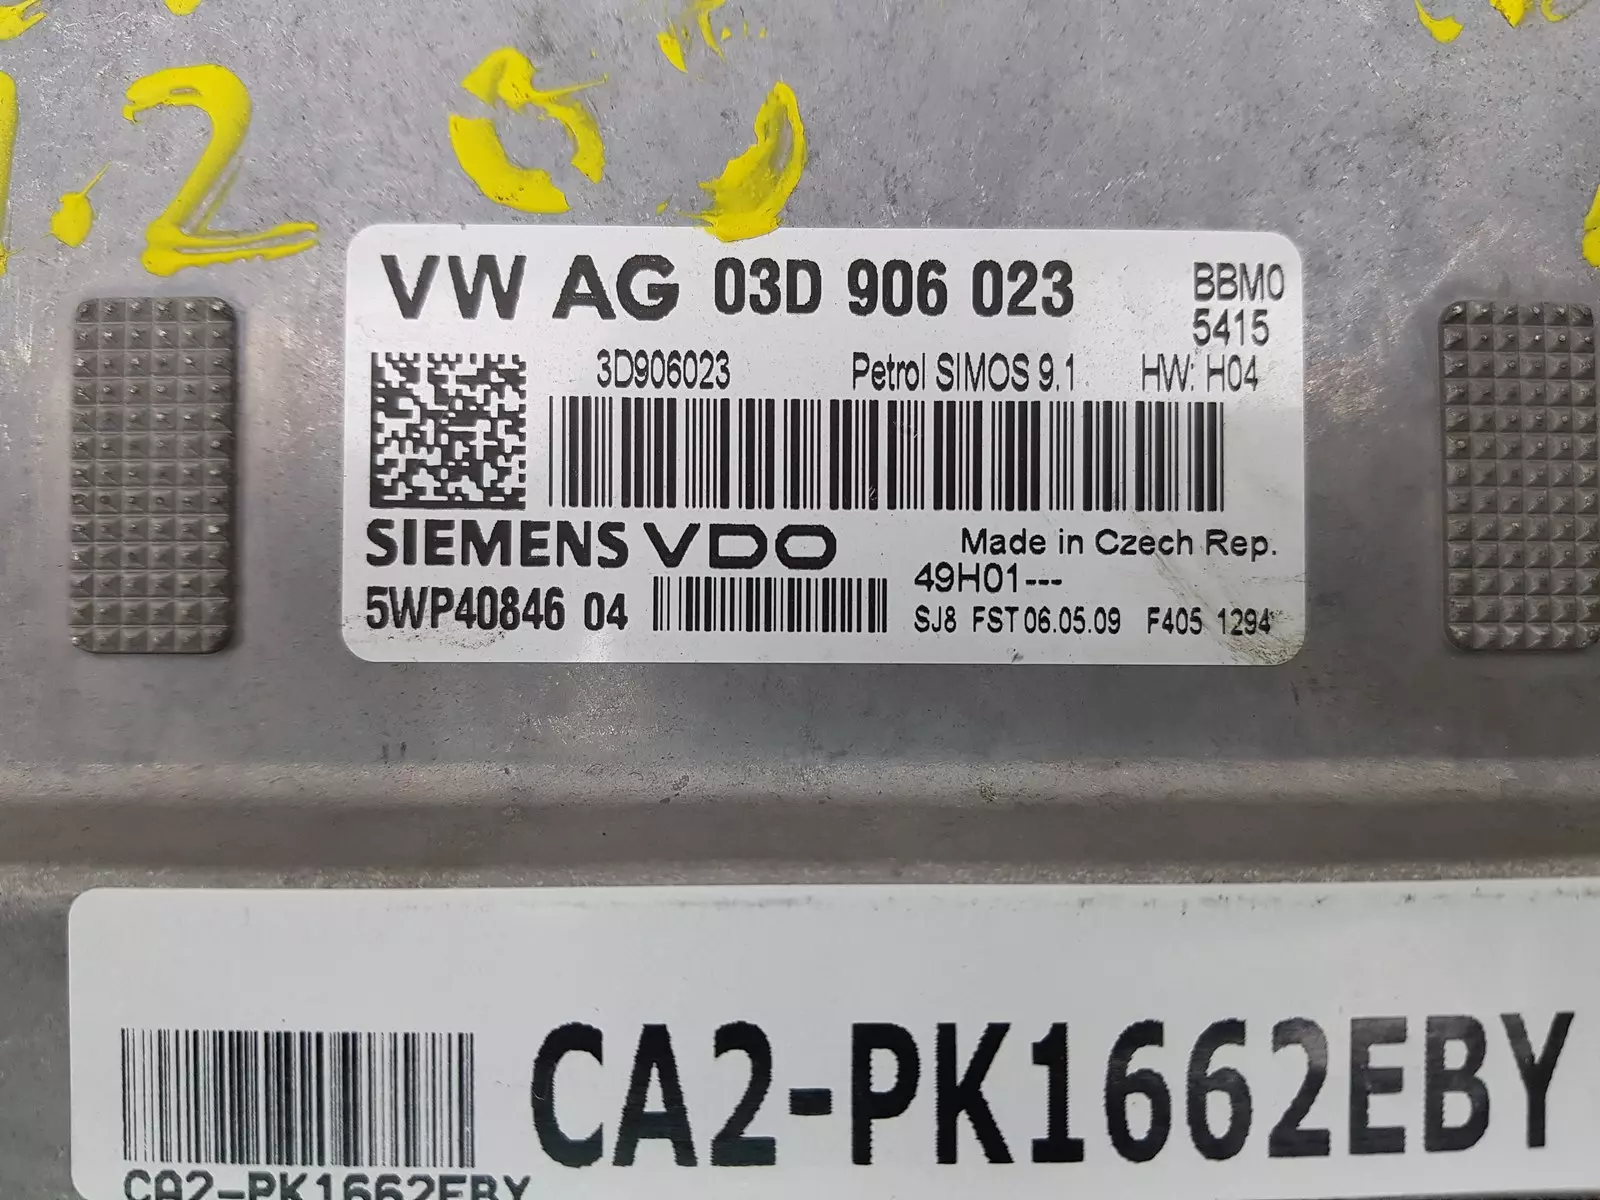 1.2
VW AG 03D 906 023
BBM0
5415
3D906023 Petrol SIMOS 9.1 HW: H04
SIEMENS VDO
Made in Czech Rep.
5WP40846 04
49H01---
SJ8 FST 06.05.09 F405 1294
CA2-PK1662EBY
CA2-PK1662EBY